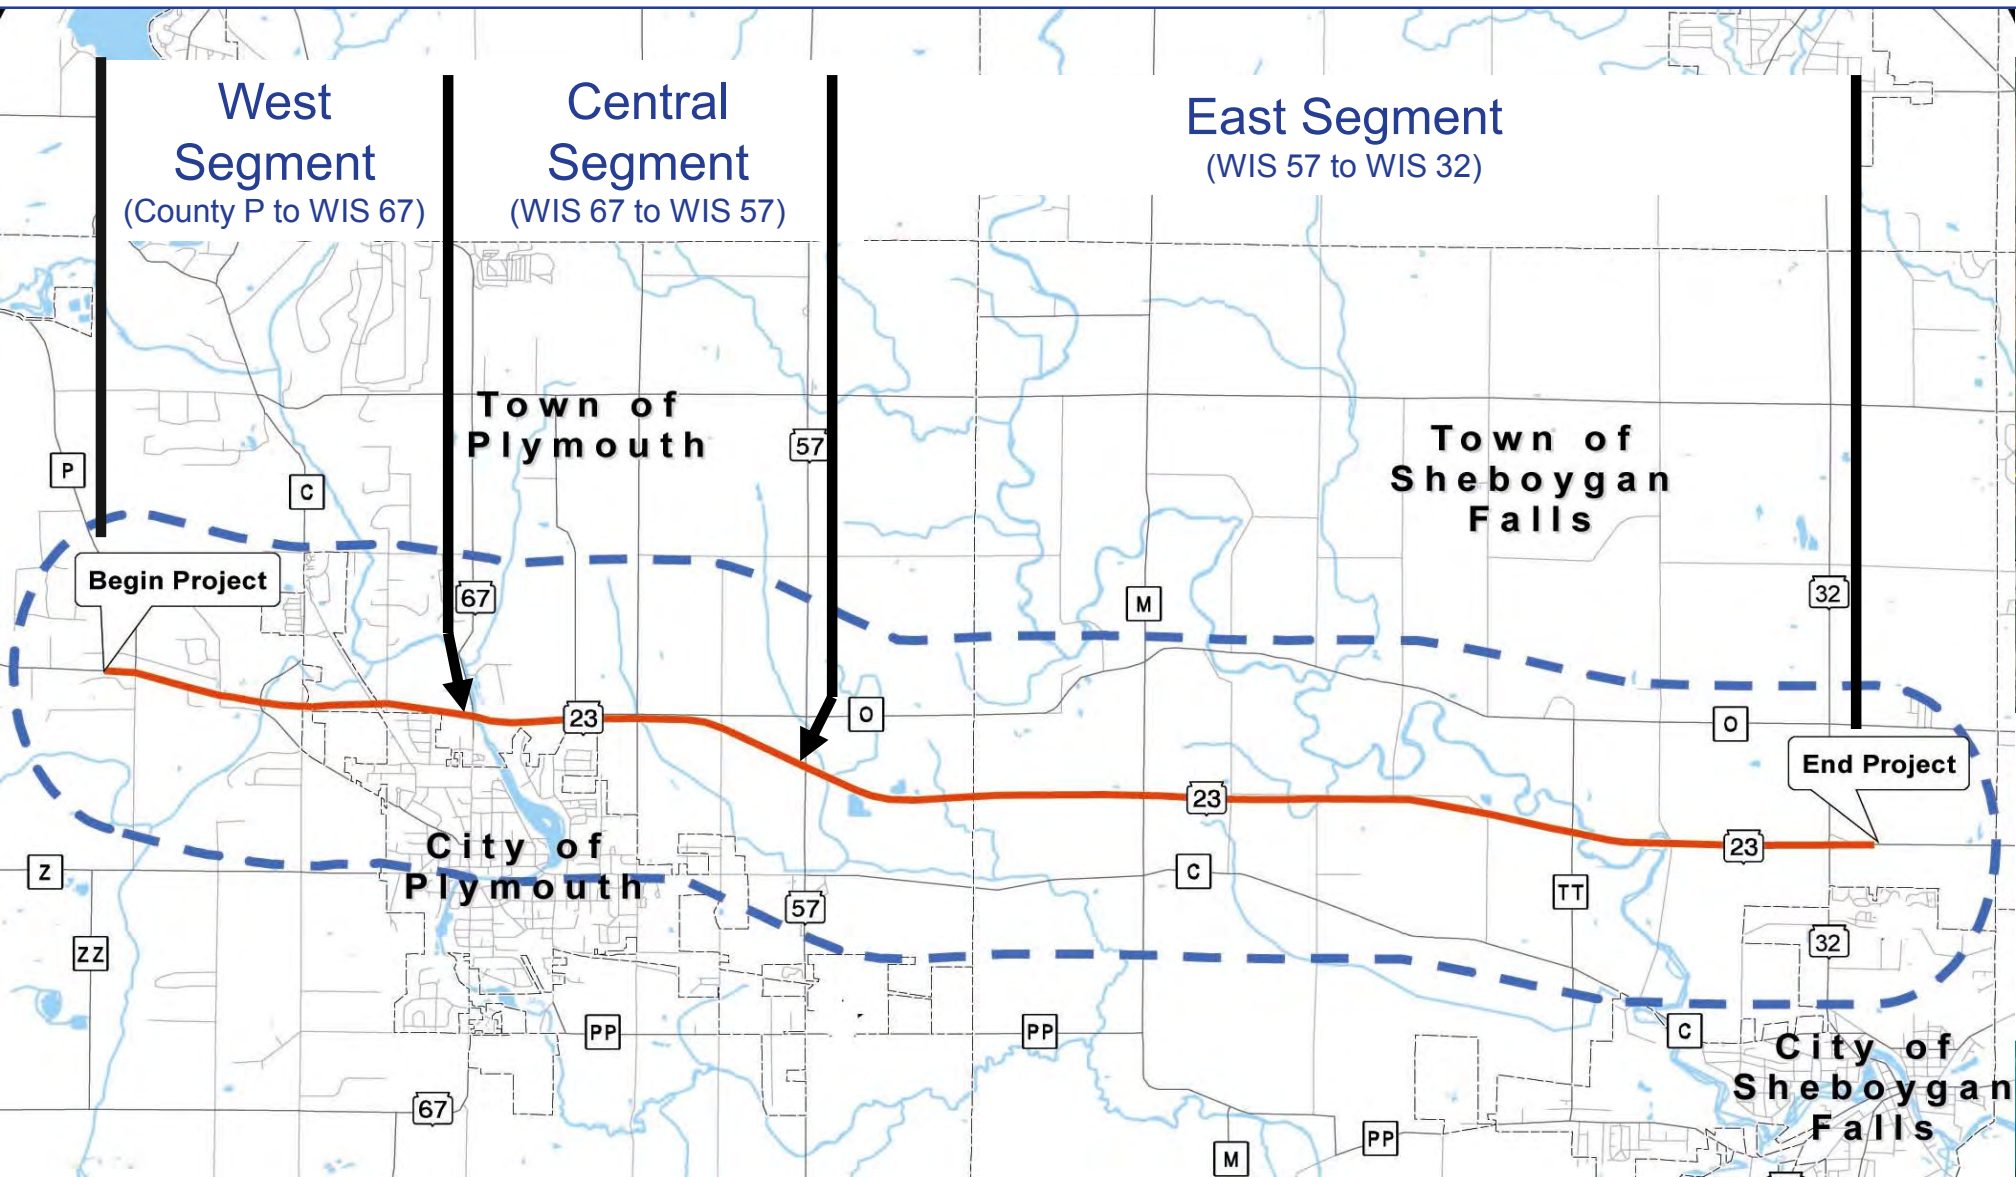 West
Segment
(County P to WIS 67)
Central
Segment
(WIS 67 to WIS 57)
East Segment
(WIS 57 to WIS 32)
Town of
Plymouth
57
Town of
Sheboygan
Falls
P
C
Begin Project
67
M
32
23
O
O
End Project
23
23
City of
Plymouth
Z
C
TT
57
ZZ
32
PP
PP
C
City of
Sheboygan
Falls
67
PP
M